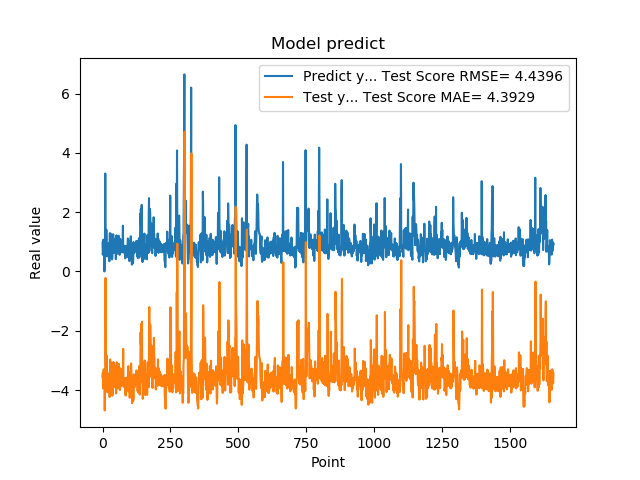 Model predict
Predict y... Test Score RMSE= 4.4396
Test y... Test Score MAE= 4.3929
Real value
6
4
2
0
−2
−4
0 250 500 750 1000 1250 1500
Point